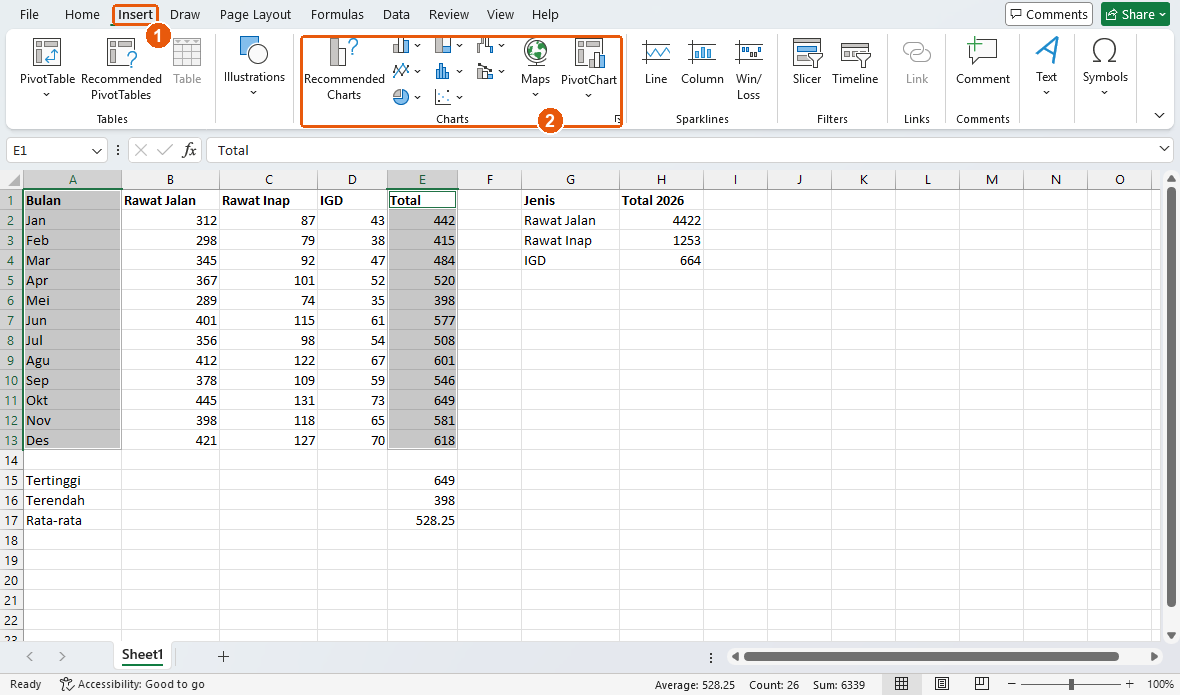 File Home Insert Draw Page Layout Formulas Data Review View Help Comments Share
1
PivotTable Recommended PivotTables Table Illustrations Recommended Charts Maps PivotChart Line Column Win/Loss Slicer Timeline Link Comment Text Symbols
Tables Charts Sparklines Filters Links Comments
2
E1 fx Total
A B C D E F G H I J K L M N O
1 Bulan Rawat Jalan Rawat Inap IGD Total Jenis Total 2026
2 Jan 312 87 43 442 Rawat Jalan 4422
3 Feb 298 79 38 415 Rawat Inap 1253
4 Mar 345 92 47 484 IGD 664
5 Apr 367 101 52 520
6 Mei 289 74 35 398
7 Jun 401 115 61 577
8 Jul 356 98 54 508
9 Agu 412 122 67 601
10 Sep 378 109 59 546
11 Okt 445 131 73 649
12 Nov 398 118 65 581
13 Des 421 127 70 618
14
15 Tertinggi 649
16 Terendah 398
17 Rata-rata 528.25
18
19
20
21
22
23
Sheet1
Ready Accessibility: Good to go Average: 528.25 Count: 26 Sum: 6339 100%